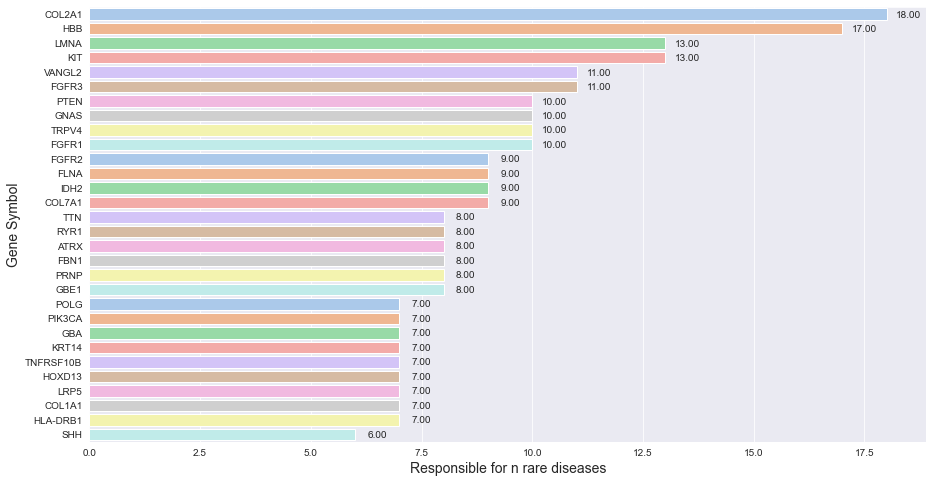 COL2A1 18.00
HBB 17.00
LMNA 13.00
KIT 13.00
VANGL2 11.00
FGFR3 11.00
PTEN 10.00
GNAS 10.00
TRPV4 10.00
FGFR1 10.00
FGFR2 9.00
FLNA 9.00
IDH2 9.00
COL7A1 9.00
TTN 8.00
RYR1 8.00
ATRX 8.00
FBN1 8.00
PRNP 8.00
GBE1 8.00
POLG 7.00
PIK3CA 7.00
GBA 7.00
KRT14 7.00
TNFRSF10B 7.00
HOXD13 7.00
LRP5 7.00
COL1A1 7.00
HLA-DRB1 7.00
SHH 6.00
Gene Symbol
0.0 2.5 5.0 7.5 10.0 12.5 15.0 17.5
Responsible for n rare diseases